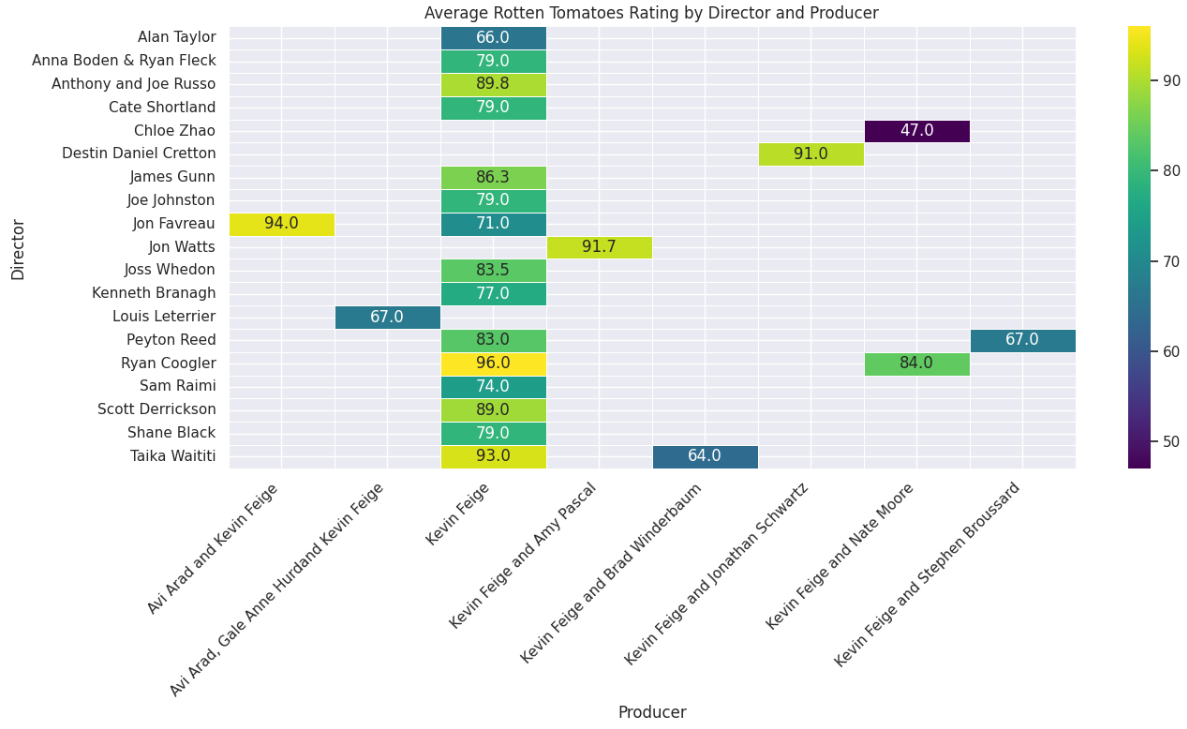 Average Rotten Tomatoes Rating by Director and Producer
Director
Alan Taylor 66.0
Anna Boden & Ryan Fleck 79.0
Anthony and Joe Russo 89.8
Cate Shortland 79.0
Chloe Zhao 47.0
Destin Daniel Cretton 91.0
James Gunn 86.3
Joe Johnston 79.0
Jon Favreau 94.0 71.0
Jon Watts 91.7
Joss Whedon 83.5
Kenneth Branagh 77.0
Louis Leterrier 67.0
Peyton Reed 83.0 67.0
Ryan Coogler 96.0 84.0
Sam Raimi 74.0
Scott Derrickson 89.0
Shane Black 79.0
Taika Waititi 93.0 64.0
Avi Arad and Kevin Feige
Avi Arad, Gale Anne Hurdand Kevin Feige
Kevin Feige
Kevin Feige and Amy Pascal
Kevin Feige and Brad Winderbaum
Kevin Feige and Jonathan Schwartz
Kevin Feige and Nate Moore
Kevin Feige and Stephen Broussard
Producer
90
80
70
60
50